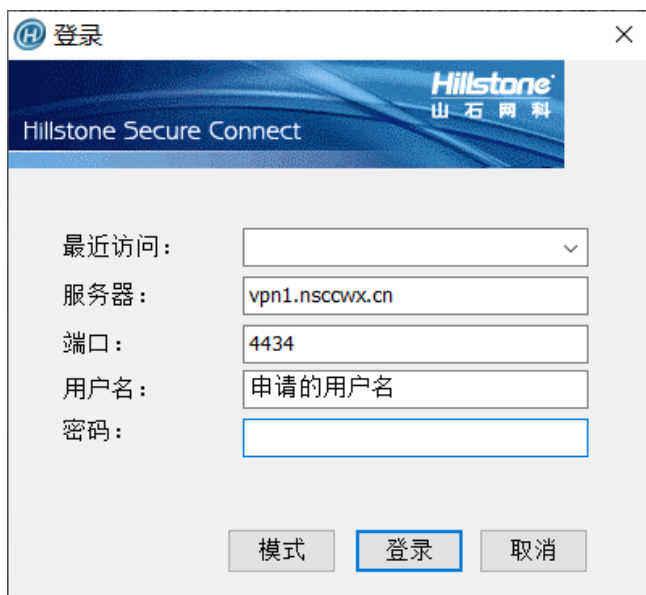 登录
Hillstone
山石网科
Hillstone Secure Connect
最近访问：
服务器： vpn1.nsccwx.cn
端口： 4434
用户名： 申请的用户名
密码：
模式 登录 取消